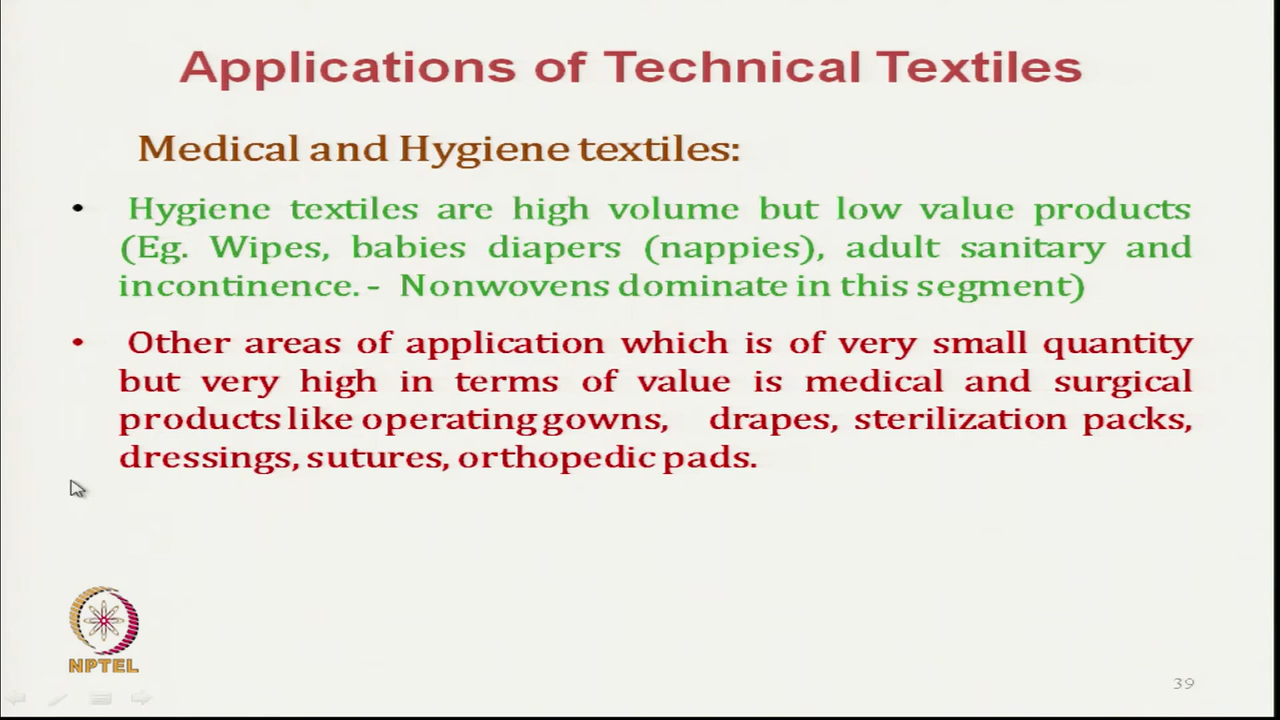 Applications of Technical Textiles
Medical and Hygiene textiles:
• Hygiene textiles are high volume but low value products
(Eg. Wipes, babies diapers (nappies), adult sanitary and
incontinence. - Nonwovens dominate in this segment)
• Other areas of application which is of very small quantity
but very high in terms of value is medical and surgical
products like operating gowns, drapes, sterilization packs,
dressings, sutures, orthopedic pads.
NPTEL
39